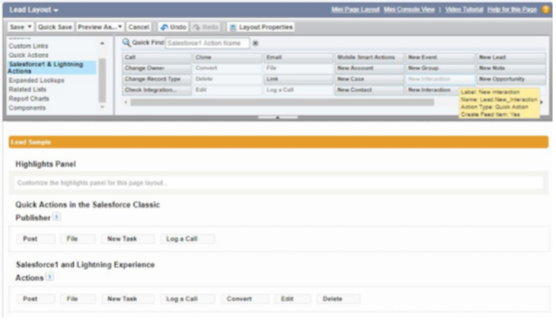 Lead Layout
Mini Page Layout Mini Console View | Video Tutorial Help for this Page
Save Quick Save Preview As... Cancel Undo Redo Layout Properties
Custom Links
Quick Actions
Salesforce1 & Lightning
Actions
Expanded Lookups
Related Lists
Report Charts
Components
Quick Find Salesforce1 Action Name
Call Clone Email Mobile Smart Actions New Event New Lead
Change Owner Convert File New Account New Group New Note
Change Record Type Delete Link New Case New Interaction New Opportunity
Check Integration... Edit Log a Call New Contact New Interaction
Label: New Interaction
Name: Lead.New_Interaction
Action Type: Quick Action
Create Feed Item: Yes
Lead Sample
Highlights Panel
Customize the highlights panel for this page layout...
Quick Actions in the Salesforce Classic
Publisher
Post File New Task Log a Call
Salesforce1 and Lightning Experience
Actions
Post File New Task Log a Call Convert Edit Delete